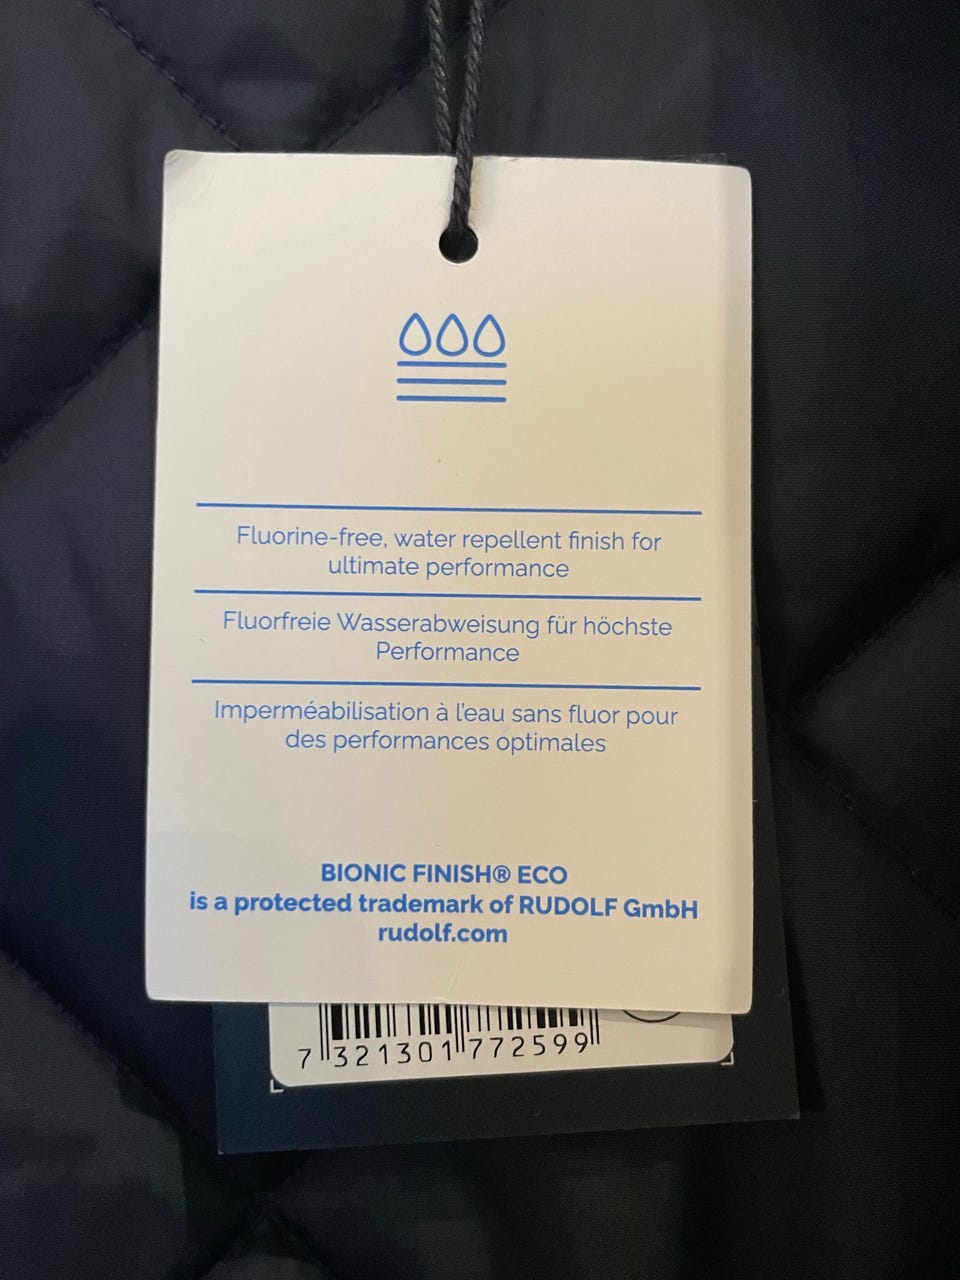 Fluorine-free, water repellent finish for
ultimate performance
Fluorfreie Wasserabweisung für höchste
Performance
Imperméabilisation à l'eau sans fluor pour
des performances optimales
BIONIC FINISH® ECO
is a protected trademark of RUDOLF GmbH
rudolf.com
7 321301 772599